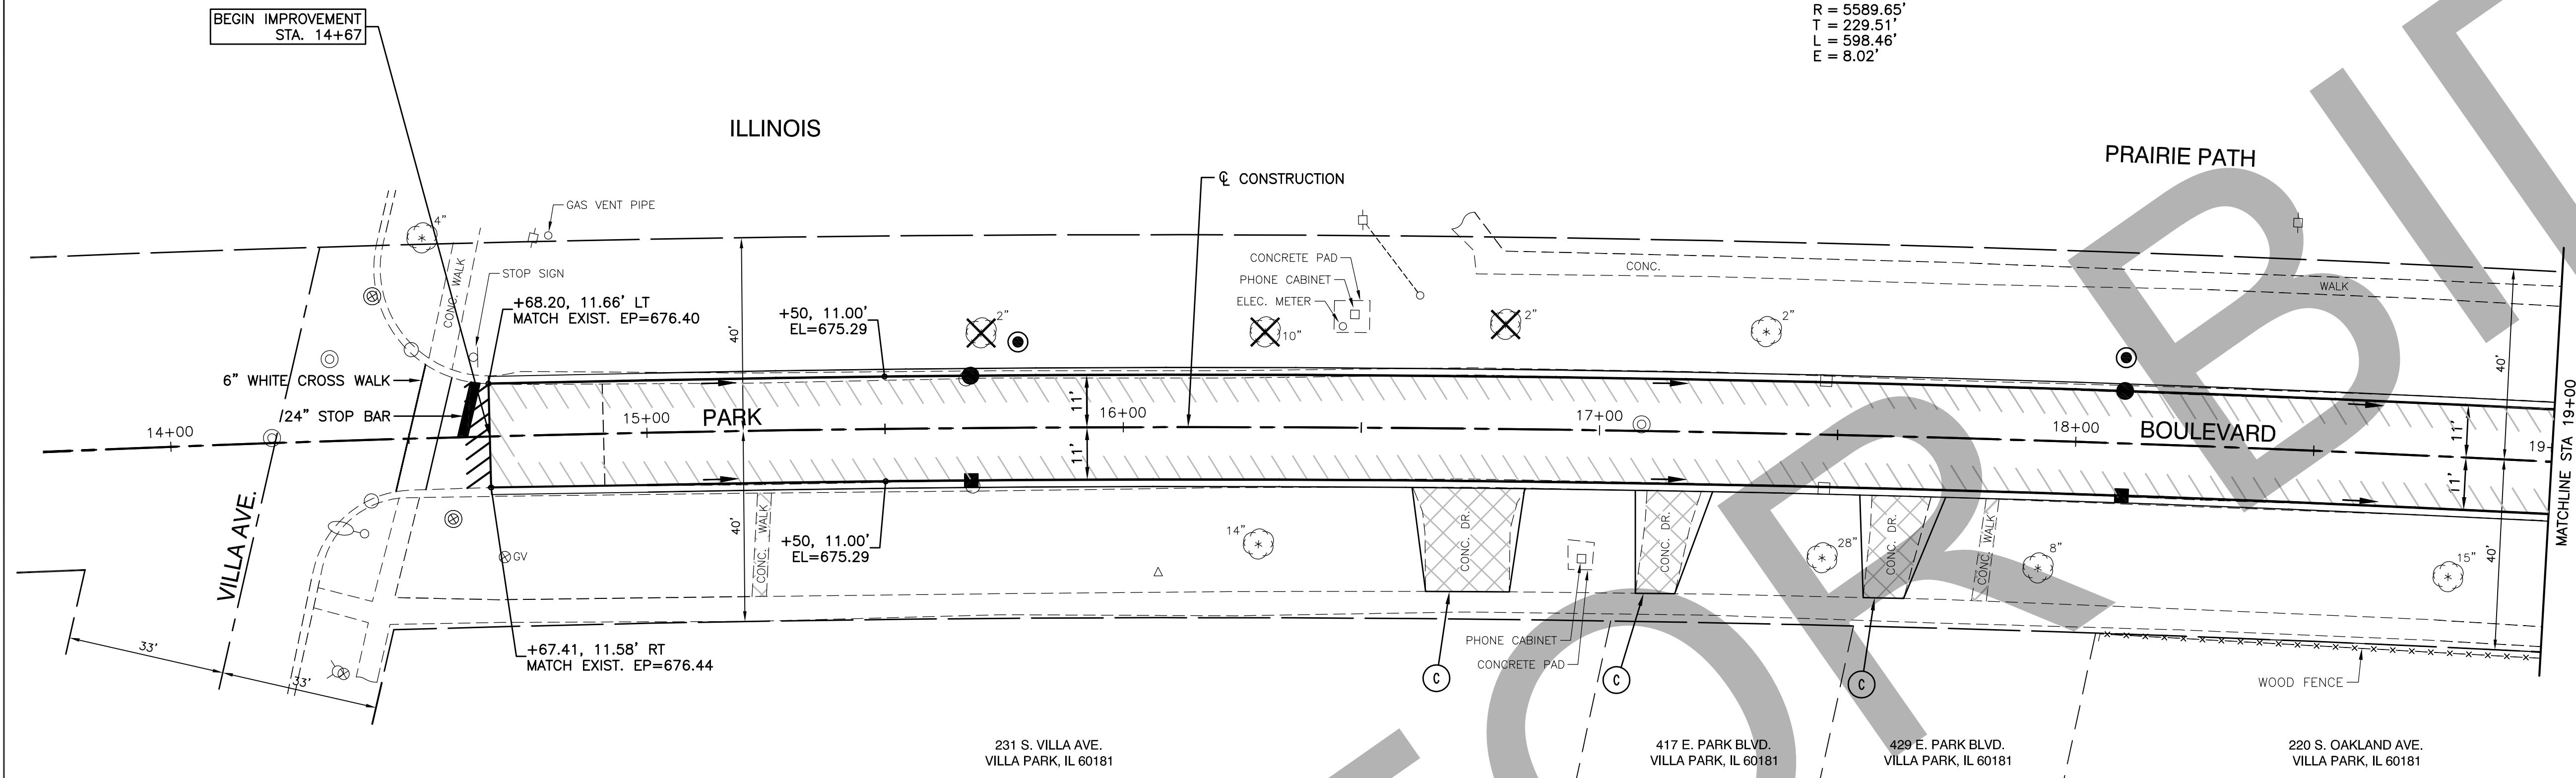 BEGIN IMPROVEMENT
STA. 14+67
R = 5589.65'
T = 229.51'
L = 598.46'
E = 8.02'
ILLINOIS
PRAIRIE PATH
℄ CONSTRUCTION
GAS VENT PIPE
4"
CONC. WALK
STOP SIGN
+68.20, 11.66' LT
MATCH EXIST. EP=676.40
+50, 11.00'
EL=675.29
40'
2"
10"
CONCRETE PAD
PHONE CABINET
ELEC. METER
2"
2"
CONC.
WALK
40'
6" WHITE CROSS WALK
/24" STOP BAR
14+00
15+00
PARK
11'
11'
16+00
17+00
18+00
BOULEVARD
11'
11'
19+
MATCHLINE STA 19+00
VILLA AVE.
GV
40'
CONC. WALK
+50, 11.00'
EL=675.29
14"
CONC. DR.
CONC. DR.
28"
CONC. DR.
CONC. WALK
8"
15"
40'
33'
33'
+67.41, 11.58' RT
MATCH EXIST. EP=676.44
PHONE CABINET
CONCRETE PAD
C
C
C
WOOD FENCE
231 S. VILLA AVE.
VILLA PARK, IL 60181
417 E. PARK BLVD.
VILLA PARK, IL 60181
429 E. PARK BLVD.
VILLA PARK, IL 60181
220 S. OAKLAND AVE.
VILLA PARK, IL 60181
FOR BID